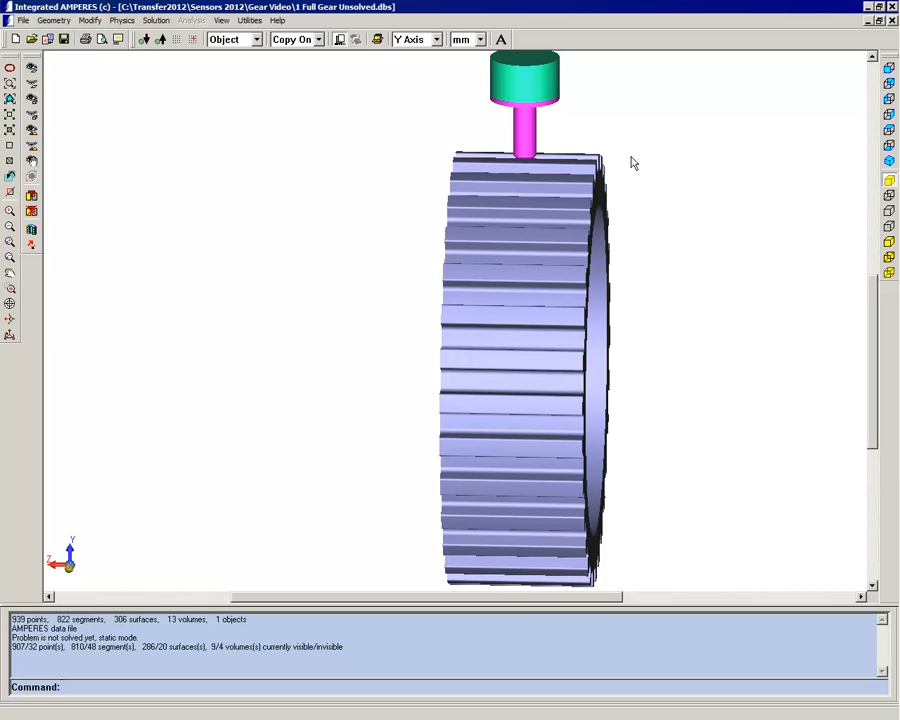 Integrated AMPERES (c) - [C:\Transfer2012\Sensors 2012\Gear Video\1 Full Gear Unsolved.dbs]
File Geometry Modify Physics Solution Analysis View Utilities Help
Object Copy On Y Axis mm A
Y
Z
939 points, 822 segments, 306 surfaces, 13 volumes, 1 objects
AMPERES data file
Problem is not solved yet, static mode.
907/32 point(s), 810/48 segment(s), 286/20 surfaces(s), 9/4 volumes(s) currently visible/invisible
Command: